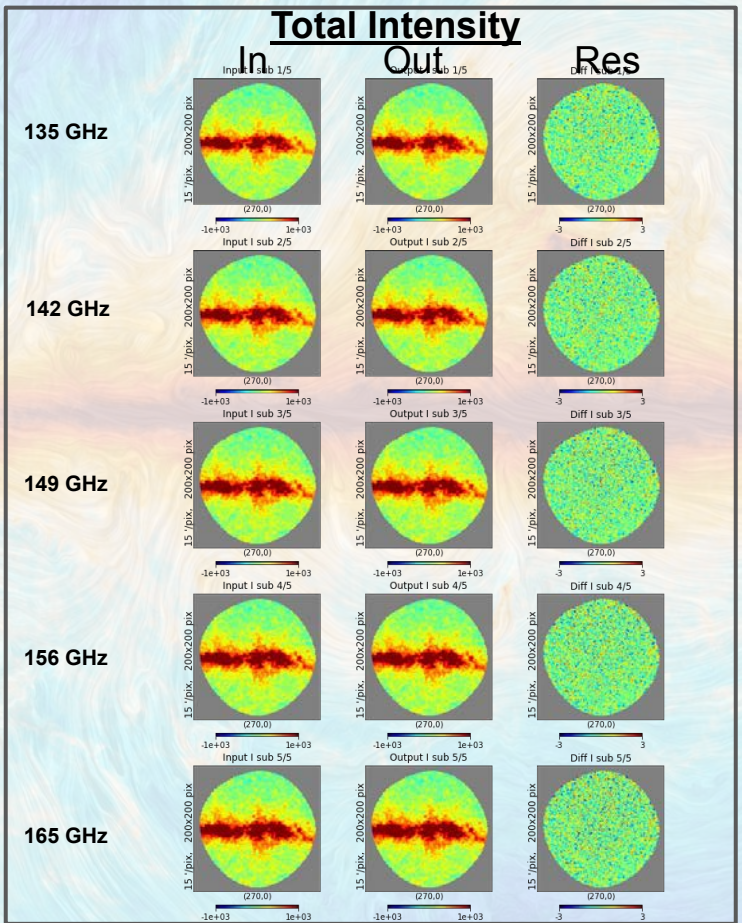 Total Intensity
In Out Res
Input I sub 1/5 Output I sub 1/5 Diff I sub 1/5
135 GHz
15 '/pix, 200x200 pix 15 '/pix, 200x200 pix 15 '/pix, 200x200 pix
(270,0) (270,0) (270,0)
-1e+03 1e+03 -1e+03 1e+03 -3 3
Input I sub 2/5 Output I sub 2/5 Diff I sub 2/5
142 GHz
15 '/pix, 200x200 pix 15 '/pix, 200x200 pix 15 '/pix, 200x200 pix
(270,0) (270,0) (270,0)
-1e+03 1e+03 -1e+03 1e+03 -3 3
Input I sub 3/5 Output I sub 3/5 Diff I sub 3/5
149 GHz
15 '/pix, 200x200 pix 15 '/pix, 200x200 pix 15 '/pix, 200x200 pix
(270,0) (270,0) (270,0)
-1e+03 1e+03 -1e+03 1e+03 -3 3
Input I sub 4/5 Output I sub 4/5 Diff I sub 4/5
156 GHz
15 '/pix, 200x200 pix 15 '/pix, 200x200 pix 15 '/pix, 200x200 pix
(270,0) (270,0) (270,0)
-1e+03 1e+03 -1e+03 1e+03 -3 3
Input I sub 5/5 Output I sub 5/5 Diff I sub 5/5
165 GHz
15 '/pix, 200x200 pix 15 '/pix, 200x200 pix 15 '/pix, 200x200 pix
(270,0) (270,0) (270,0)
-1e+03 1e+03 -1e+03 1e+03 -3 3